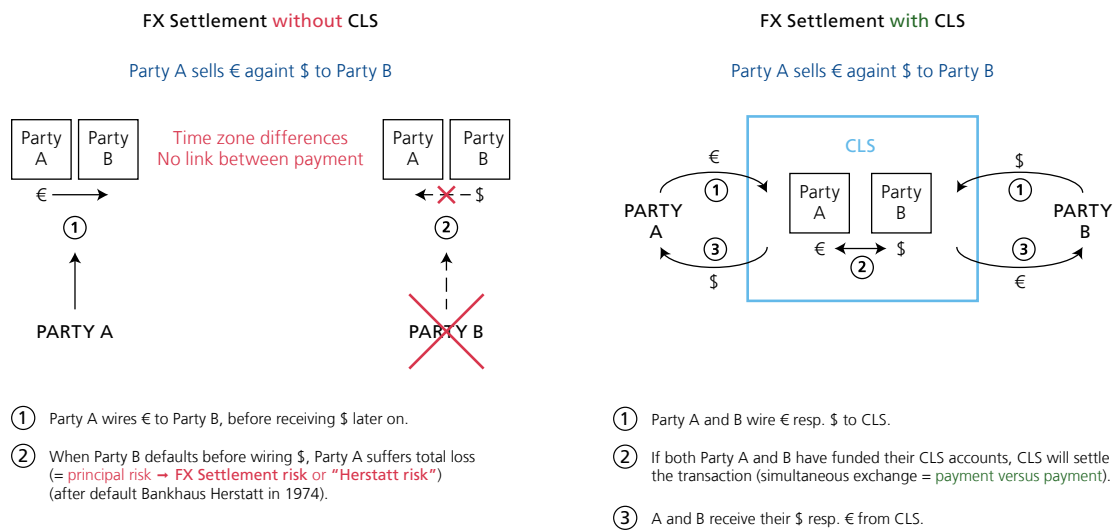 FX Settlement without CLS
Party A sells € againt $ to Party B
Party
A
Party
B
Time zone differences
No link between payment
Party
A
Party
B
€
$
1
2
PARTY A
PARTY B
1 Party A wires € to Party B, before receiving $ later on.
2 When Party B defaults before wiring $, Party A suffers total loss
(= principal risk → FX Settlement risk or “Herstatt risk”)
(after default Bankhaus Herstatt in 1974).
FX Settlement with CLS
Party A sells € againt $ to Party B
CLS
€
1
$
1
Party
A
Party
B
PARTY
A
PARTY
B
€
$
2
3
$
3
€
1 Party A and B wire € resp. $ to CLS.
2 If both Party A and B have funded their CLS accounts, CLS will settle
the transaction (simultaneous exchange = payment versus payment).
3 A and B receive their $ resp. € from CLS.